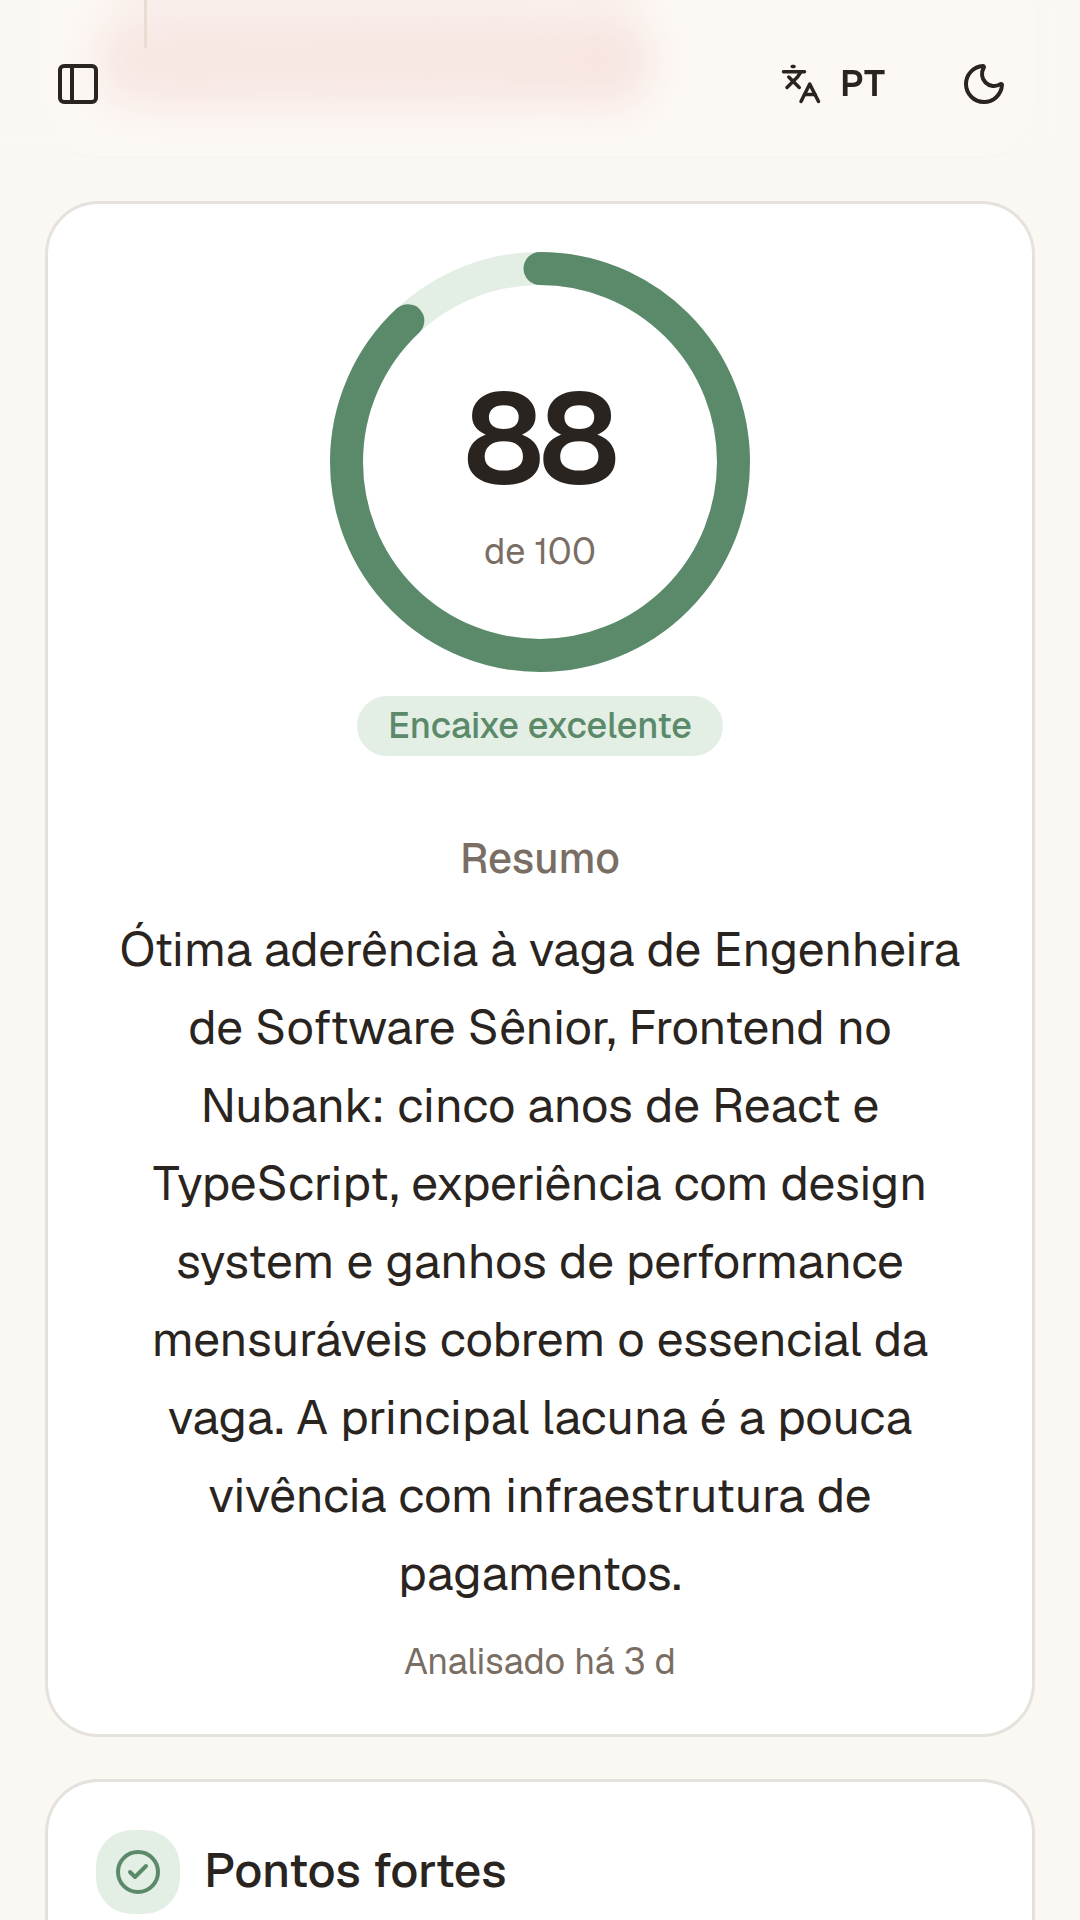 PT
88
de 100
Encaixe excelente
Resumo
Ótima aderência à vaga de Engenheira
de Software Sênior, Frontend no
Nubank: cinco anos de React e
TypeScript, experiência com design
system e ganhos de performance
mensuráveis cobrem o essencial da
vaga. A principal lacuna é a pouca
vivência com infraestrutura de
pagamentos.
Analisado há 3 d
Pontos fortes